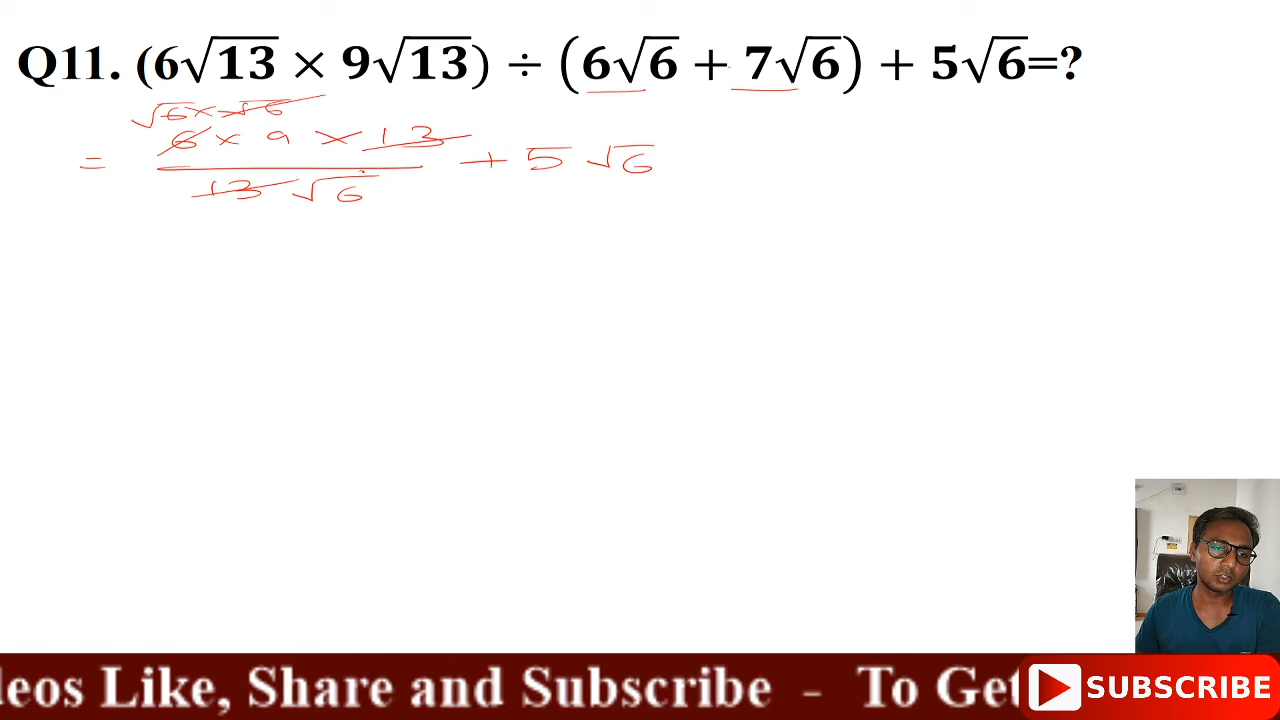 Q11. (6√13 × 9√13) ÷ (6√6 + 7√6) + 5√6=?
√6 × √6
= 6 × 9 × 13 + 5 √6
13 √6
deos Like, Share and Subscribe - To Get
SUBSCRIBE